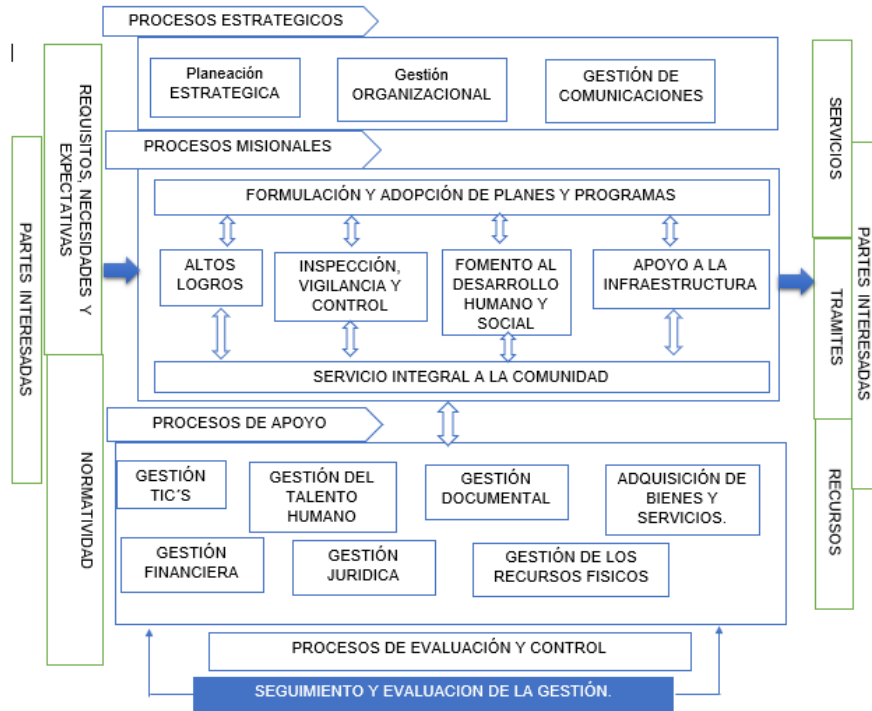 PROCESOS ESTRATEGICOS
Planeación
ESTRATEGICA
Gestión
ORGANIZACIONAL
GESTIÓN DE
COMUNICACIONES
PARTES INTERESADAS
REQUISITOS, NECESIDADES Y
EXPECTATIVAS
NORMATIVIDAD
PROCESOS MISIONALES
FORMULACIÓN Y ADOPCIÓN DE PLANES Y PROGRAMAS
ALTOS
LOGROS
INSPECCIÓN,
VIGILANCIA Y
CONTROL
FOMENTO AL
DESARROLLO
HUMANO Y
SOCIAL
APOYO A LA
INFRAESTRUCTURA
SERVICIO INTEGRAL A LA COMUNIDAD
PROCESOS DE APOYO
GESTIÓN
TIC´S
GESTIÓN DEL
TALENTO
HUMANO
GESTIÓN
DOCUMENTAL
ADQUISICIÓN DE
BIENES Y
SERVICIOS.
GESTIÓN
FINANCIERA
GESTIÓN
JURIDICA
GESTIÓN DE LOS
RECURSOS FISICOS
PROCESOS DE EVALUACIÓN Y CONTROL
SEGUIMIENTO Y EVALUACION DE LA GESTIÓN.
SERVICIOS
TRAMITES
RECURSOS
PARTES INTERESADAS